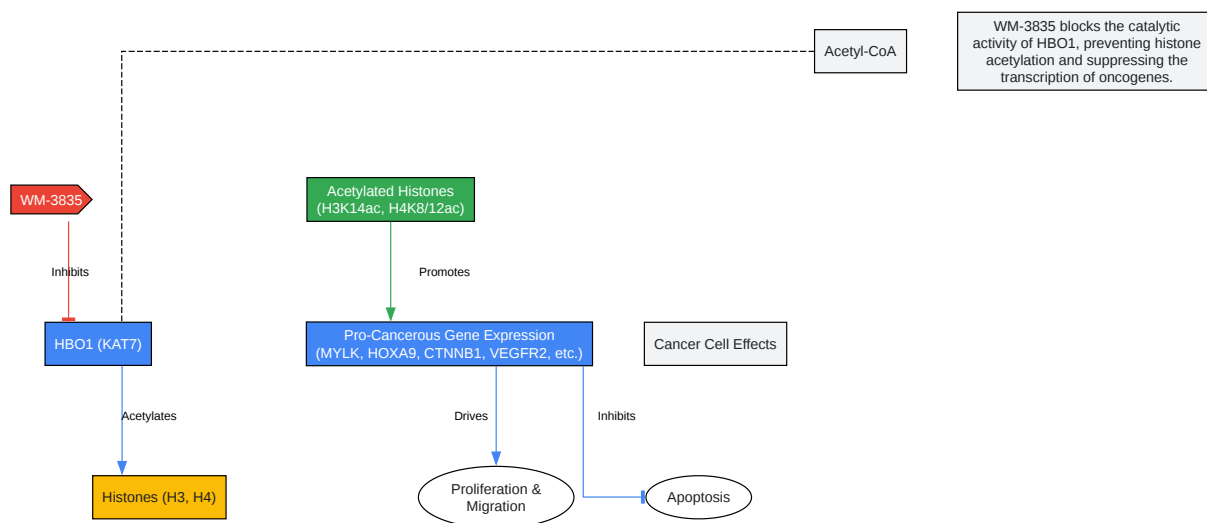 Acetyl-CoA
WM-3835 blocks the catalytic
activity of HBO1, preventing histone
acetylation and suppressing the
transcription of oncogenes.
WM-3835
Acetylated Histones
(H3K14ac, H4K8/12ac)
Inhibits
Promotes
HBO1 (KAT7)
Pro-Cancerous Gene Expression
(MYLK, HOXA9, CTNNB1, VEGFR2, etc.)
Cancer Cell Effects
Acetylates
Drives
Inhibits
Histones (H3, H4)
Proliferation &
Migration
Apoptosis